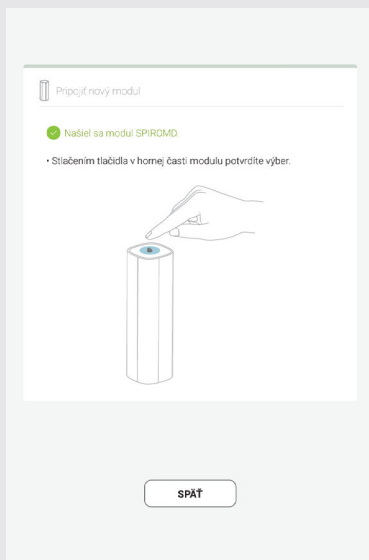 Pripojiť nový modul
Našiel sa modul SPIROMD
• Stlačením tlačidla v hornej časti modulu potvrdíte výber.
SPÄŤ